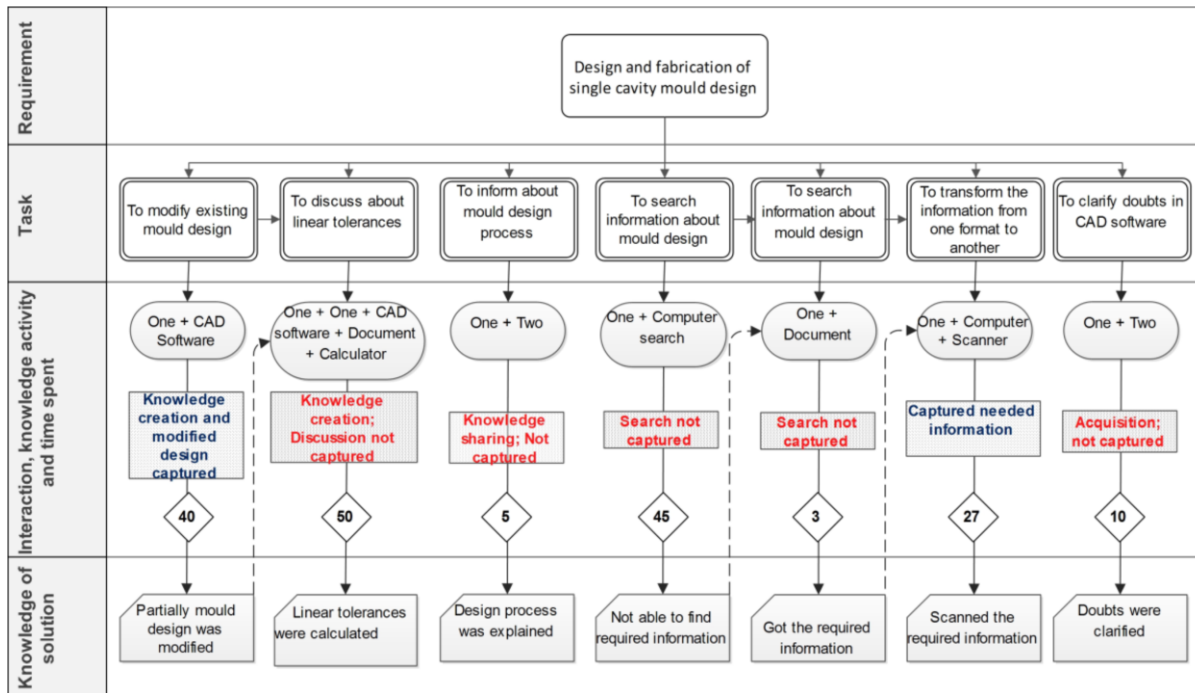 Requirement
Design and fabrication of
single cavity mould design
Task
To modify existing
mould design
To discuss about
linear tolerances
To inform about
mould design
process
To search
information about
mould design
To search
information about
mould design
To transform the
information from
one format to
another
To clarify doubts in
CAD software
Interaction, knowledge activity
and time spent
One + CAD
Software
One + One + CAD
software + Document
+ Calculator
One + Two
One + Computer
search
One +
Document
One + Computer
+ Scanner
One + Two
Knowledge
creation and
modified
design
captured
Knowledge
creation;
Discussion not
captured
Knowledge
sharing; Not
captured
Search not
captured
Search not
captured
Captured needed
information
Acquisition;
not captured
40
50
5
45
3
27
10
Knowledge of
solution
Partially mould
design was
modified
Linear tolerances
were calculated
Design process
was explained
Not able to find
required information
Got the required
information
Scanned the
required information
Doubts were
clarified